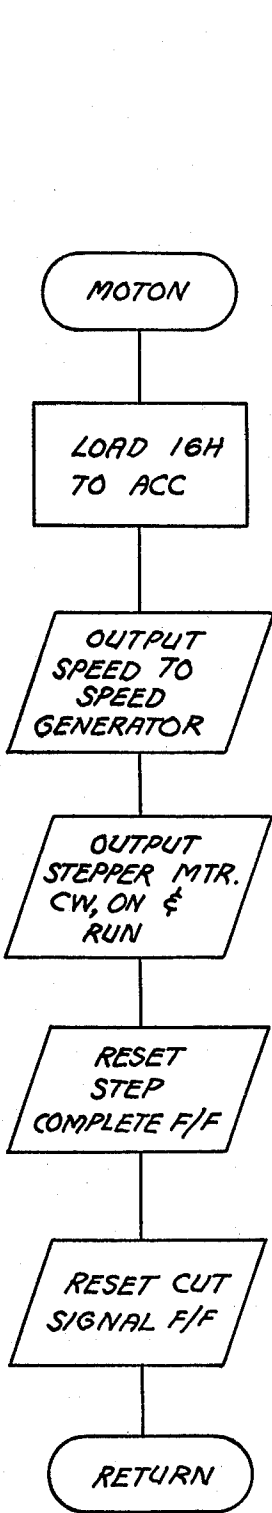 MOTON
LOAD 16H
TO ACC
OUTPUT
SPEED TO
SPEED
GENERATOR
OUTPUT
STEPPER MTR.
CW, ON &
RUN
RESET
STEP
COMPLETE F/F
RESET CUT
SIGNAL F/F
RETURN